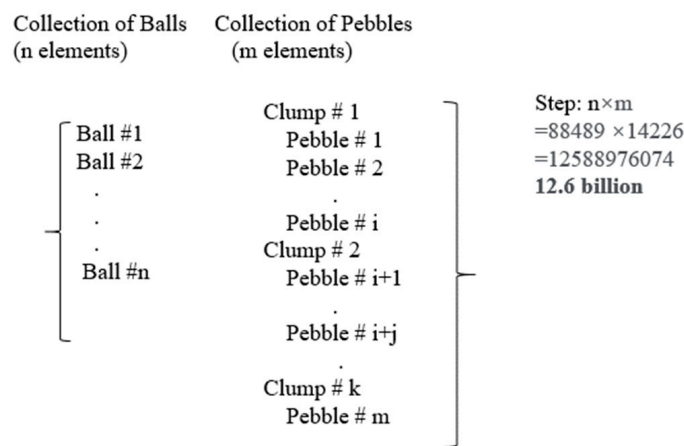 Collection of Balls
(n elements)
Collection of Pebbles
(m elements)
Ball #1
Ball #2
.
.
.
Ball #n
Clump # 1
Pebble # 1
Pebble # 2
.
Pebble # i
Clump # 2
Pebble # i+1
.
Pebble # i+j
.
Clump # k
Pebble # m
Step: n×m
=88489 ×14226
=12588976074
12.6 billion